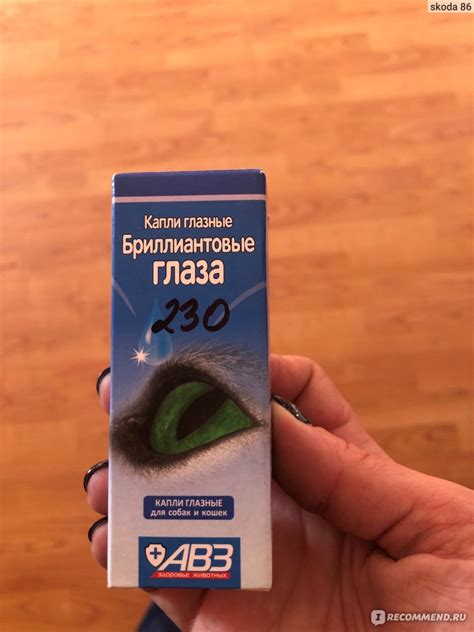 skoda 86
Капли глазные
Бриллиантовые
глаза
230
КАПЛИ ГЛАЗНЫЕ
для собак и кошек
АВЗ
здоровье животных
I RECOMMEND.RU